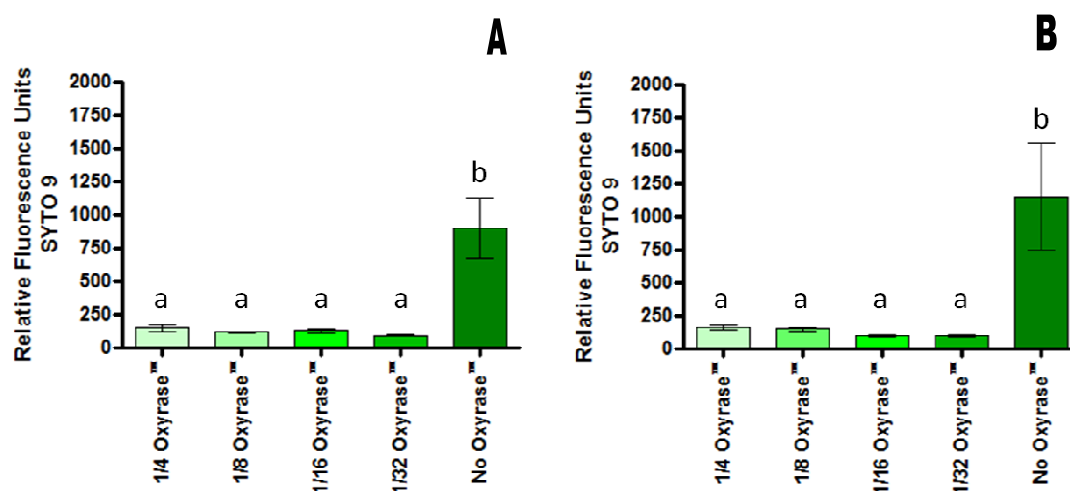 A
Relative Fluorescence Units
SYTO 9
2000
1750
1500
1250
1000
750
500
250
0
a
a
a
a
b
1/4 Oxyrase™
1/8 Oxyrase™
1/16 Oxyrase™
1/32 Oxyrase™
No Oxyrase™
B
Relative Fluorescence Units
SYTO 9
2000
1750
1500
1250
1000
750
500
250
0
a
a
a
a
b
1/4 Oxyrase™
1/8 Oxyrase™
1/16 Oxyrase™
1/32 Oxyrase™
No Oxyrase™